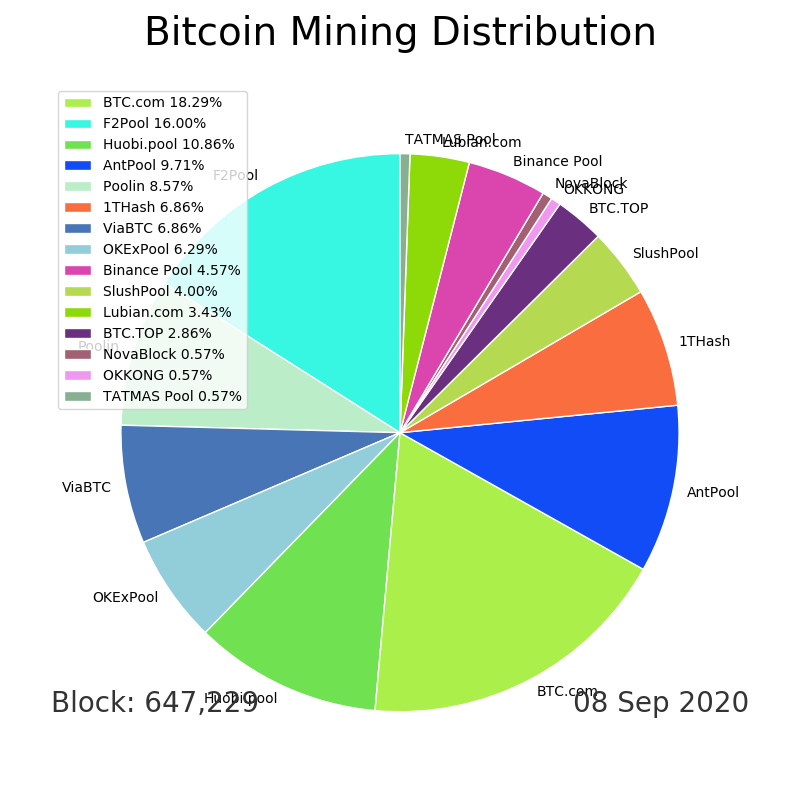 Bitcoin Mining Distribution
BTC.com 18.29%
F2Pool 16.00%
Huobi.pool 10.86%
AntPool 9.71%
Poolin 8.57%
1THash 6.86%
ViaBTC 6.86%
OKExPool 6.29%
Binance Pool 4.57%
SlushPool 4.00%
Lubian.com 3.43%
BTC.TOP 2.86%
NovaBlock 0.57%
OKKONG 0.57%
TATMAS Pool 0.57%
TATMAS Pool
Lubian.com
Binance Pool
NovaBlock
OKKONG
BTC.TOP
SlushPool
1THash
AntPool
BTC.com
Huobi.pool
OKExPool
ViaBTC
Poolin
F2Pool
Block: 647,229
08 Sep 2020